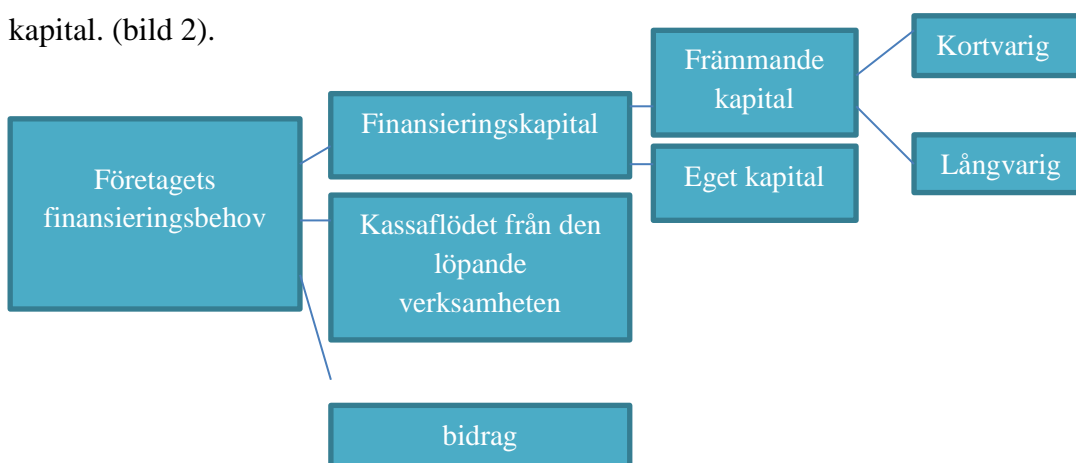 kapital. (bild 2).
Företagets
finansieringsbehov
Finansieringskapital
Kassaflödet från den
löpande
verksamheten
bidrag
Främmande
kapital
Eget kapital
Kortvarig
Långvarig